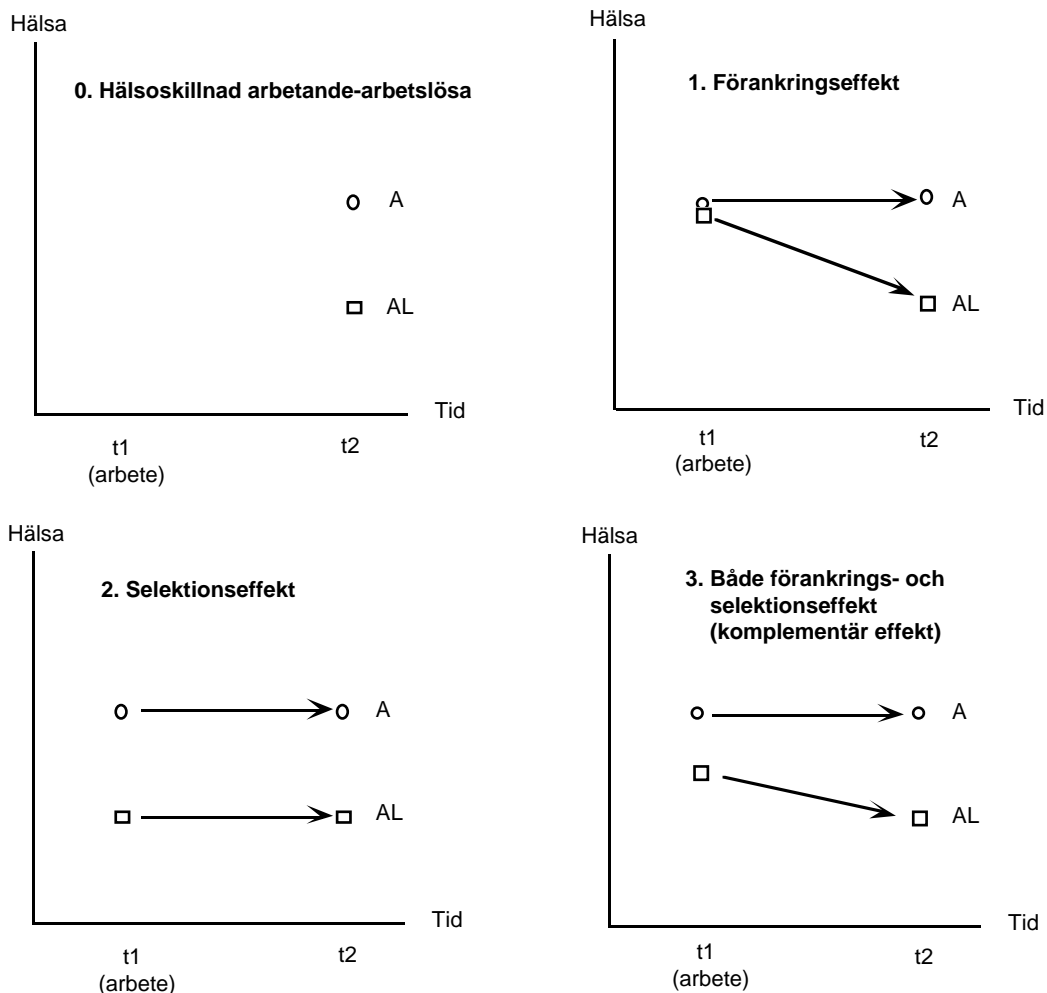 Hälsa
0. Hälsoskillnad arbetande-arbetslösa
A
AL
Tid
t1
(arbete)
t2
Hälsa
1. Förankringseffekt
A
AL
Tid
t1
(arbete)
t2
Hälsa
2. Selektionseffekt
A
AL
Tid
t1
(arbete)
t2
Hälsa
3. Både förankrings- och
selektionseffekt
(komplementär effekt)
A
AL
Tid
t1
(arbete)
t2